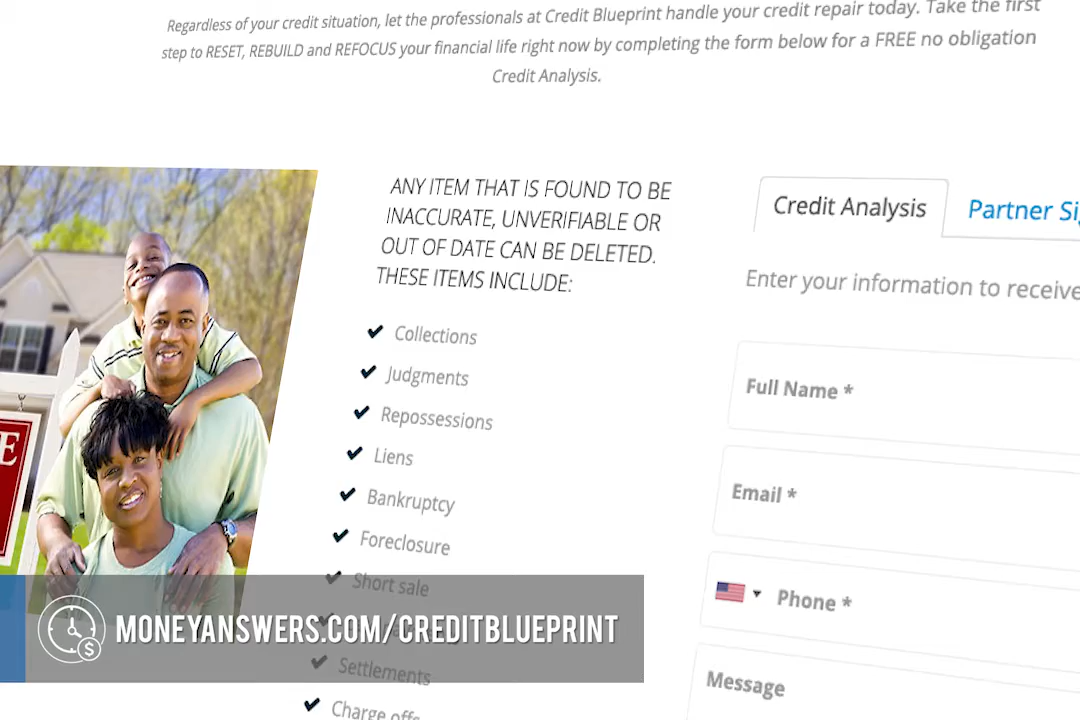 Regardless of your credit situation, let the professionals at Credit Blueprint handle your credit repair today. Take the first
step to RESET, REBUILD and REFOCUS your financial life right now by completing the form below for a FREE no obligation
Credit Analysis.
ANY ITEM THAT IS FOUND TO BE
INACCURATE, UNVERIFIABLE OR
OUT OF DATE CAN BE DELETED.
THESE ITEMS INCLUDE:
Collections
Judgments
Repossessions
Liens
Bankruptcy
Foreclosure
Short sale
Settlements
Charge offs
Credit Analysis
Partner
Enter your information to receive
Full Name *
Email *
Phone *
Message
E
MONEYANSWERS.COM/CREDITBLUEPRINT
$